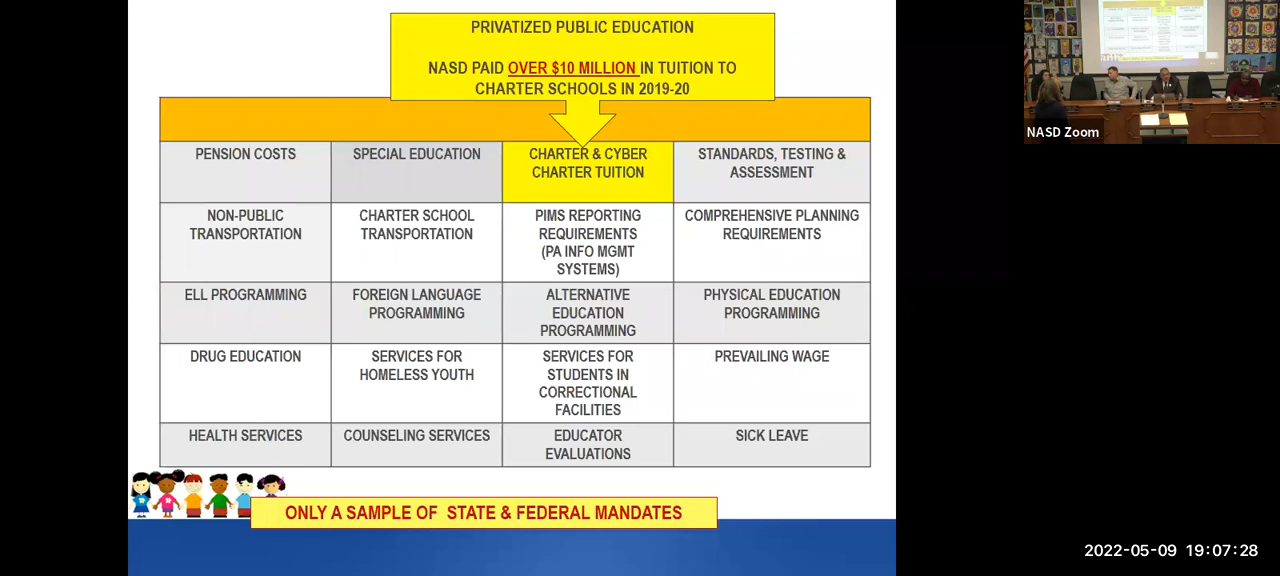 PRIVATIZED PUBLIC EDUCATION
NASD PAID OVER $10 MILLION IN TUITION TO
CHARTER SCHOOLS IN 2019-20
PENSION COSTS
SPECIAL EDUCATION
CHARTER & CYBER
CHARTER TUITION
STANDARDS, TESTING &
ASSESSMENT
NON-PUBLIC
TRANSPORTATION
CHARTER SCHOOL
TRANSPORTATION
PIMS REPORTING
REQUIREMENTS
(PA INFO MGMT
SYSTEMS)
COMPREHENSIVE PLANNING
REQUIREMENTS
ELL PROGRAMMING
FOREIGN LANGUAGE
PROGRAMMING
ALTERNATIVE
EDUCATION
PROGRAMMING
PHYSICAL EDUCATION
PROGRAMMING
DRUG EDUCATION
SERVICES FOR
HOMELESS YOUTH
SERVICES FOR
STUDENTS IN
CORRECTIONAL
FACILITIES
PREVAILING WAGE
HEALTH SERVICES
COUNSELING SERVICES
EDUCATOR
EVALUATIONS
SICK LEAVE
ONLY A SAMPLE OF STATE & FEDERAL MANDATES
NASD Zoom
2022-05-09 19:07:28